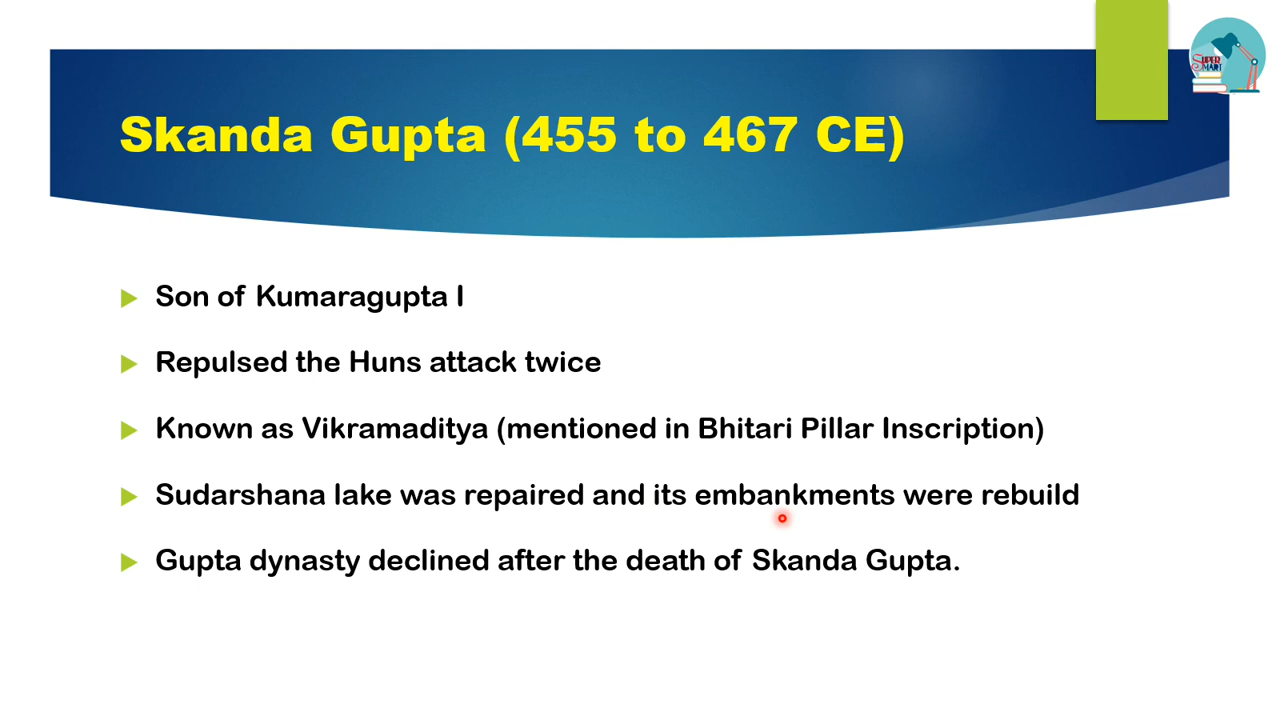 SUPER
SMART
Skanda Gupta (455 to 467 CE)
Son of Kumaragupta I
Repulsed the Huns attack twice
Known as Vikramaditya (mentioned in Bhitari Pillar Inscription)
Sudarshana lake was repaired and its embankments were rebuild
Gupta dynasty declined after the death of Skanda Gupta.